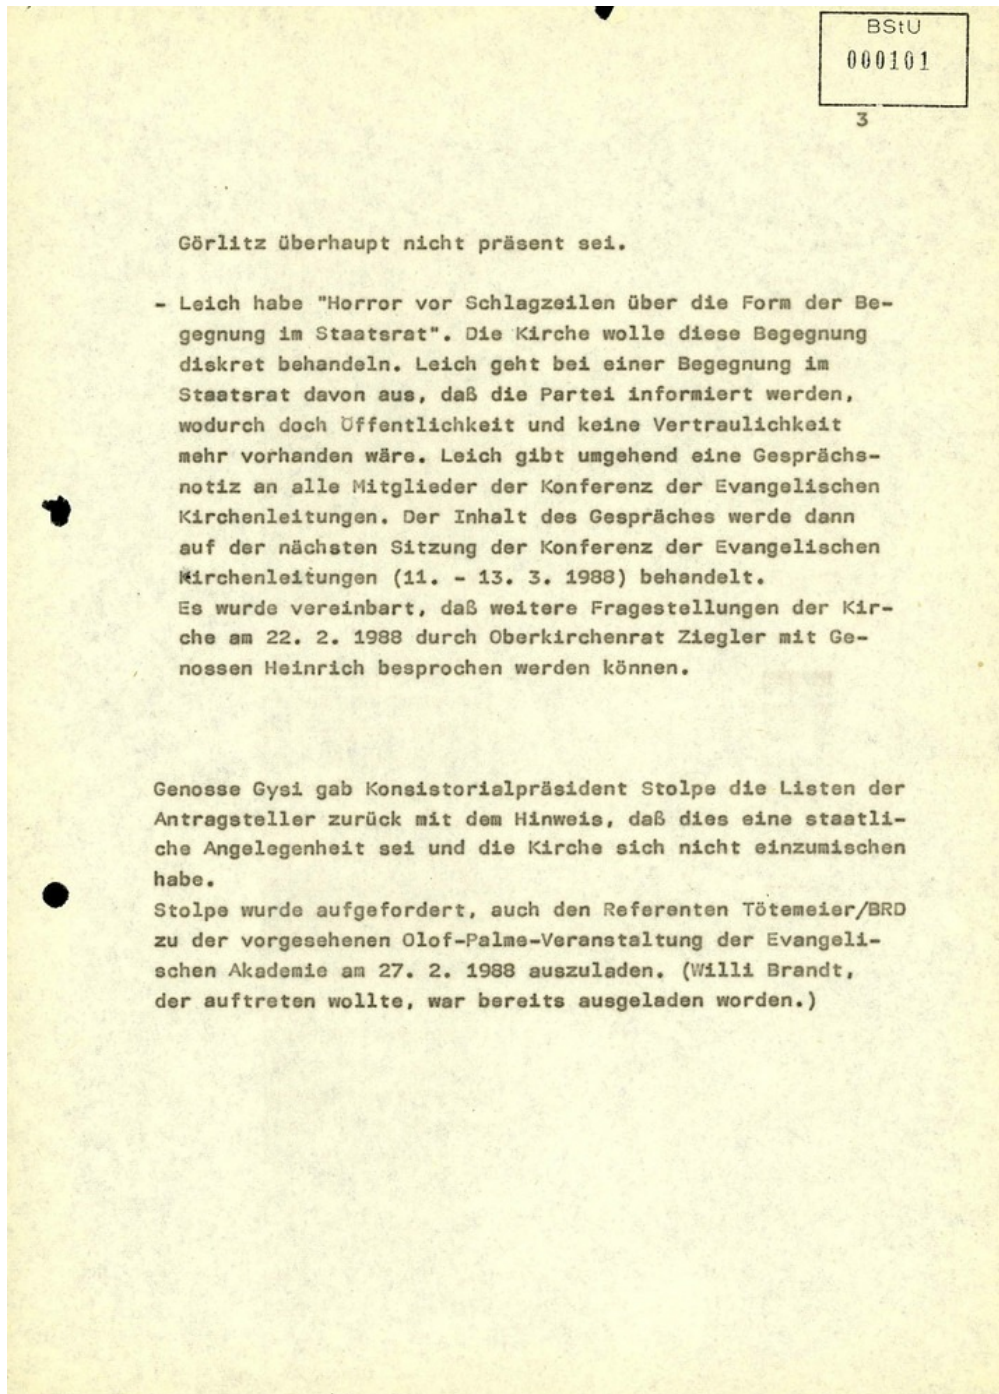 BStU
000101
3
Görlitz überhaupt nicht präsent sei.
- Leich habe "Horror vor Schlagzeilen über die Form der Be-
gegnung im Staatsrat". Die Kirche wolle diese Begegnung
diskret behandeln. Leich geht bei einer Begegnung im
Staatsrat davon aus, daß die Partei informiert werden,
wodurch doch Öffentlichkeit und keine Vertraulichkeit
mehr vorhanden wäre. Leich gibt umgehend eine Gesprächs-
notiz an alle Mitglieder der Konferenz der Evangelischen
Kirchenleitungen. Der Inhalt des Gespräches werde dann
auf der nächsten Sitzung der Konferenz der Evangelischen
Kirchenleitungen (11. - 13. 3. 1988) behandelt.
Es wurde vereinbart, daß weitere Fragestellungen der Kir-
che am 22. 2. 1988 durch Oberkirchenrat Ziegler mit Ge-
nossen Heinrich besprochen werden können.
Genosse Gysi gab Konsistorialpräsident Stolpe die Listen der
Antragsteller zurück mit dem Hinweis, daß dies eine staatli-
che Angelegenheit sei und die Kirche sich nicht einzumischen
habe.
Stolpe wurde aufgefordert, auch den Referenten Tötemeier/BRD
zu der vorgesehenen Olof-Palme-Veranstaltung der Evangeli-
schen Akademie am 27. 2. 1988 auszuladen. (Willi Brandt,
der auftreten wollte, war bereits ausgeladen worden.)